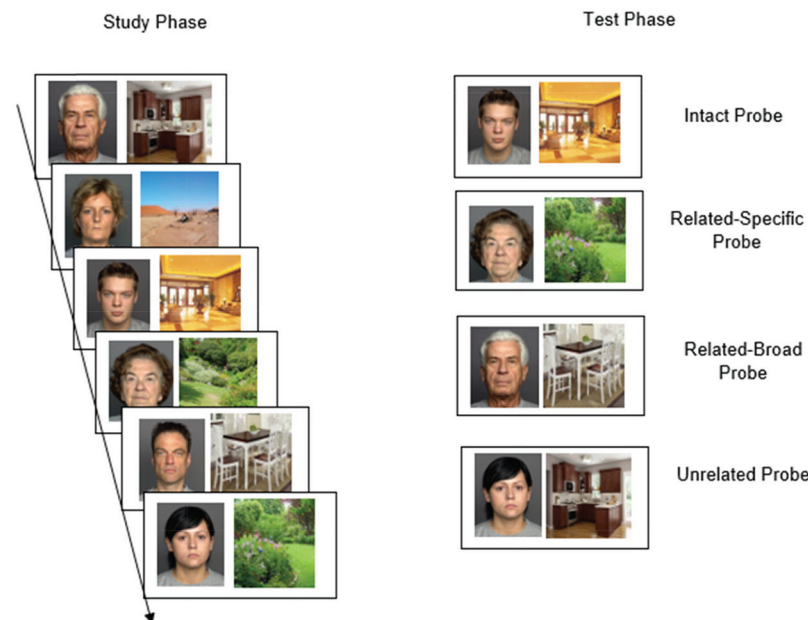 Study Phase
Test Phase
Intact Probe
Related-Specific
Probe
Related-Broad
Probe
Unrelated Probe